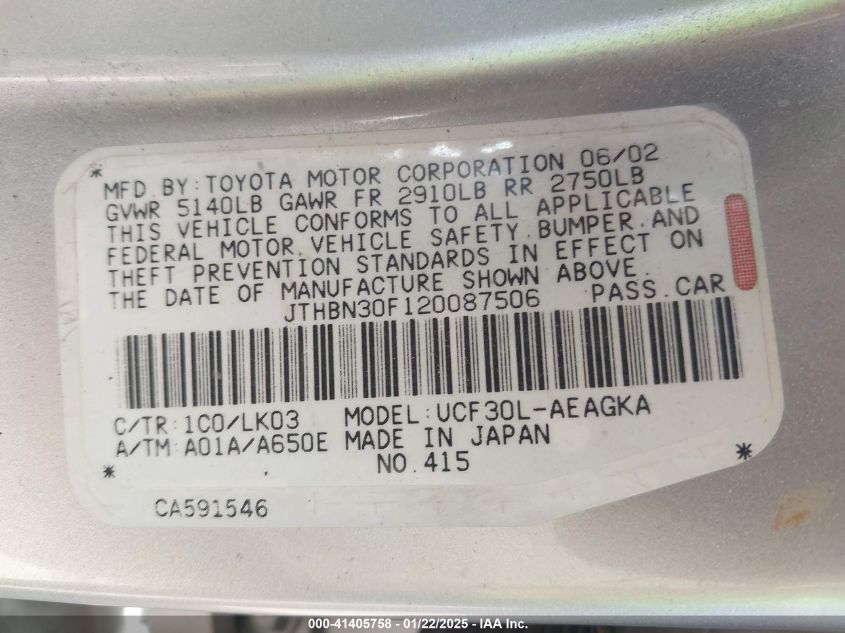 MFD.BY:TOYOTA MOTOR CORPORATION 06/02
GVWR 5140LB GAWR FR 2910LB RR 2750LB
THIS VEHICLE CONFORMS TO ALL APPLICABLE
FEDERAL MOTOR VEHICLE SAFETY,BUMPER,AND
THEFT PREVENTION STANDARDS IN EFFECT ON
THE DATE OF MANUFACTURE SHOWN ABOVE.
JTHBN30F120087506 PASS.CAR
C/TR:1C0/LK03 MODEL:UCF30L-AEAGKA
A/TM:A01A/A650E MADE IN JAPAN
NO.415
CA591546
000-41405758 - 01/22/2025 - IAA Inc.